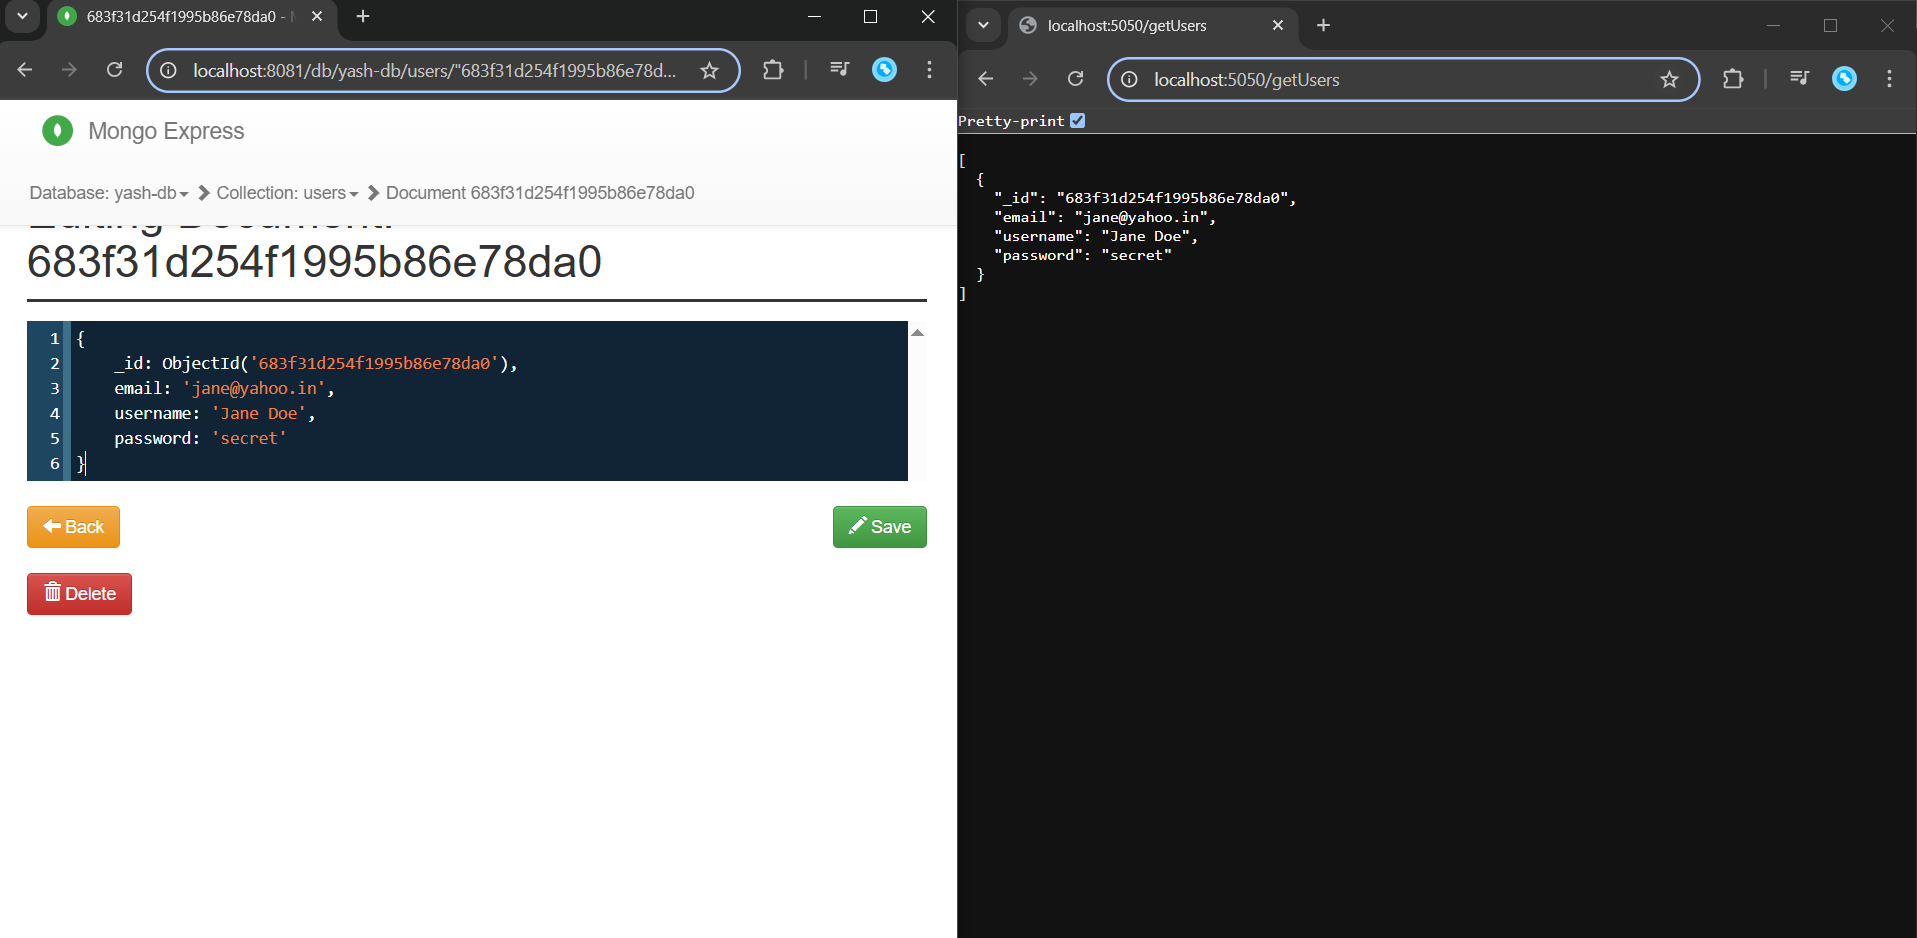 683f31d254f1995b86e78da0 -
localhost:8081/db/yash-db/users/"683f31d254f1995b86e78d...
Mongo Express
Database: yash-db Collection: users Document 683f31d254f1995b86e78da0
Editing Document:
683f31d254f1995b86e78da0
1 {
2 _id: ObjectId('683f31d254f1995b86e78da0'),
3 email: 'jane@yahoo.in',
4 username: 'Jane Doe',
5 password: 'secret'
6 }
Back
Save
Delete
localhost:5050/getUsers
localhost:5050/getUsers
Pretty-print
[
{
"_id": "683f31d254f1995b86e78da0",
"email": "jane@yahoo.in",
"username": "Jane Doe",
"password": "secret"
}
]